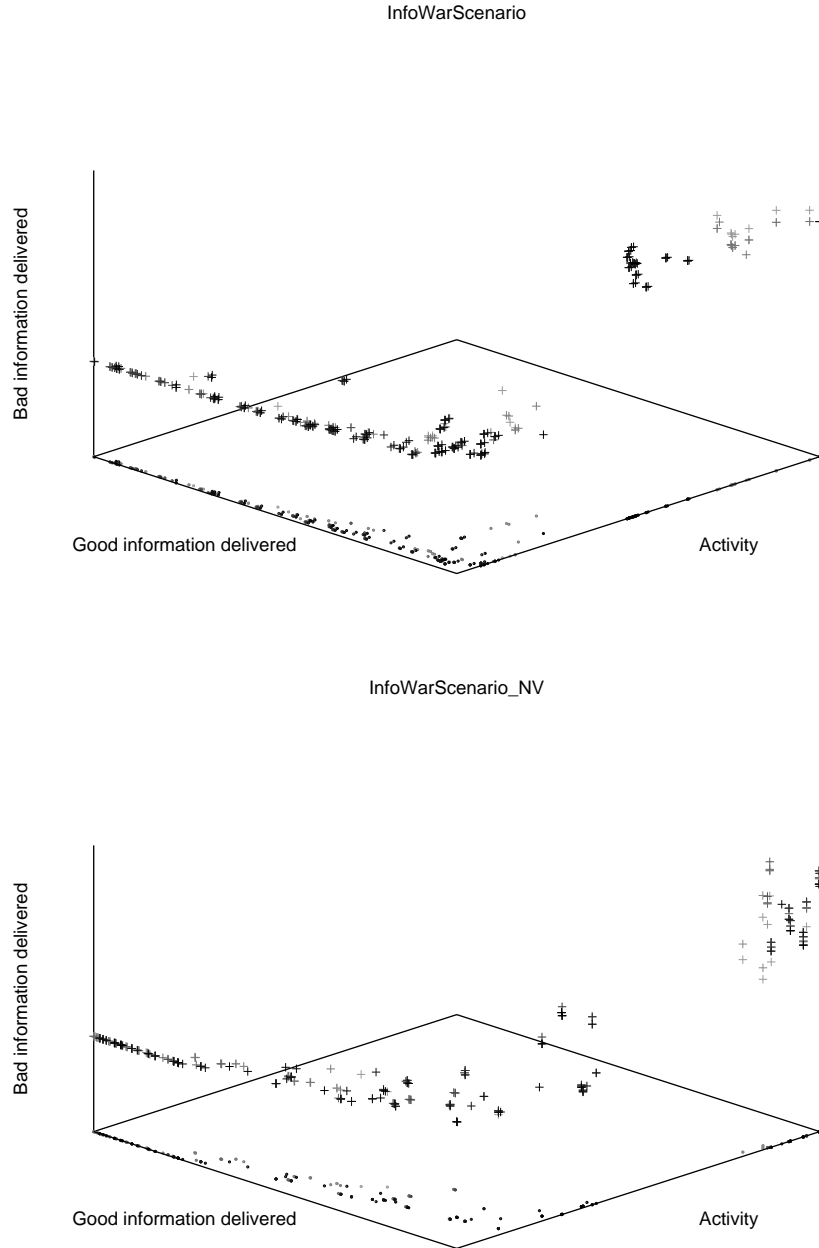 InfoWarScenario
Bad information delivered
Good information delivered
Activity
InfoWarScenario_NV
Bad information delivered
Good information delivered
Activity